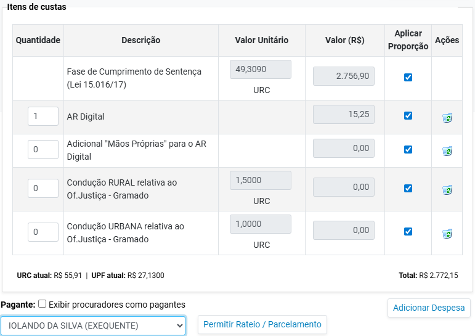 Itens de custas
Quantidade Descrição Valor Unitário Valor (R$) Aplicar Proporção Ações
Fase de Cumprimento de Sentença (Lei 15.016/17) 49,3090 URC 2.756,90
1 AR Digital 15,25
0 Adicional "Mãos Próprias" para o AR Digital 0,00
0 Condução RURAL relativa ao Of.Justiça - Gramado 1,5000 URC 0,00
0 Condução URBANA relativa ao Of.Justiça - Gramado 1,0000 URC 0,00
URC atual: R$ 55,91 | UPF atual: R$ 27,1300 Total: R$ 2.772,15
Pagante: Exibir procuradores como pagantes Adicionar Despesa
IOLANDO DA SILVA (EXEQUENTE) Permitir Rateio / Parcelamento